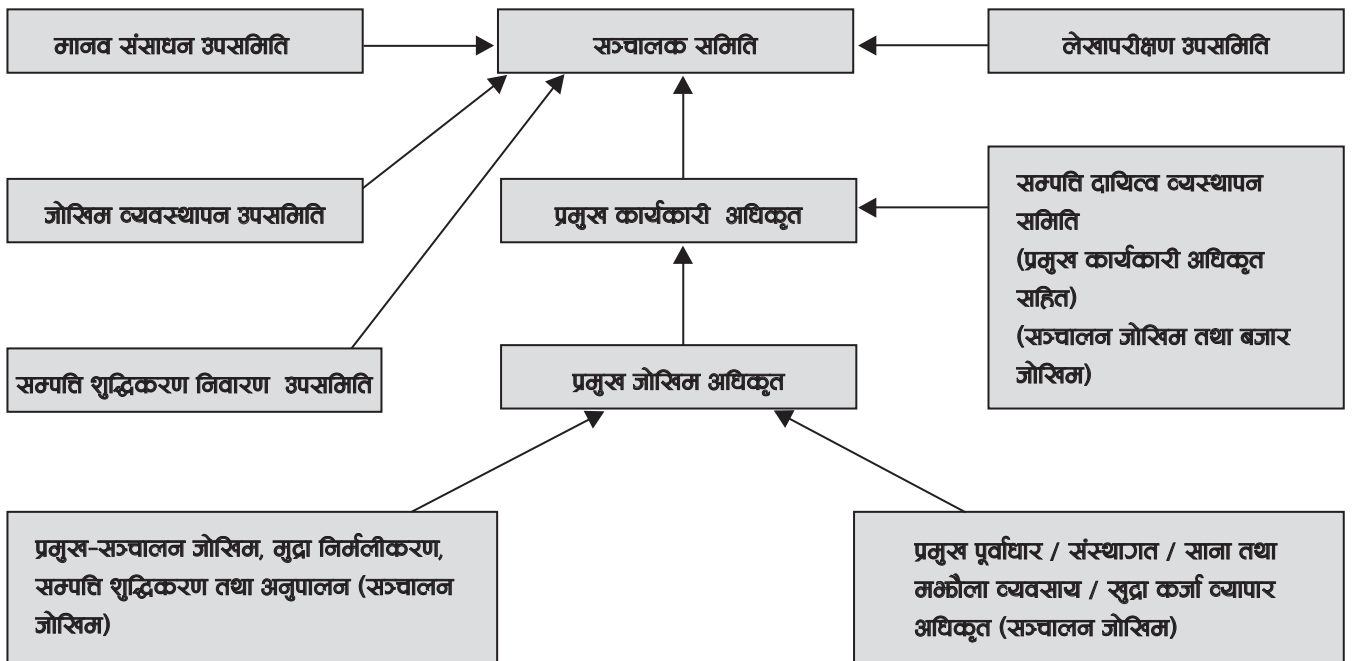 मानव संसाधन उपसमिति
सञ्चालक समिति
लेखापरीक्षण उपसमिति
जोखिम व्यवस्थापन उपसमिति
प्रमुख कार्यकारी अधिकृत
सम्पत्ति दायित्व व्यस्थापन
समिति
(प्रमुख कार्यकारी अधिकृत
सहित)
(सञ्चालन जोखिम तथा बजार
जोखिम)
सम्पत्ति शुद्धिकरण निवारण उपसमिति
प्रमुख जोखिम अधिकृत
प्रमुख-सञ्चालन जोखिम, मुद्रा निर्मलीकरण,
सम्पत्ति शुद्धिकरण तथा अनुपालन (सञ्चालन
जोखिम)
प्रमुख पूर्वाधार / संस्थागत / साना तथा
मझौला व्यवसाय / खुद्रा कर्जा व्यापार
अधिकृत (सञ्चालन जोखिम)